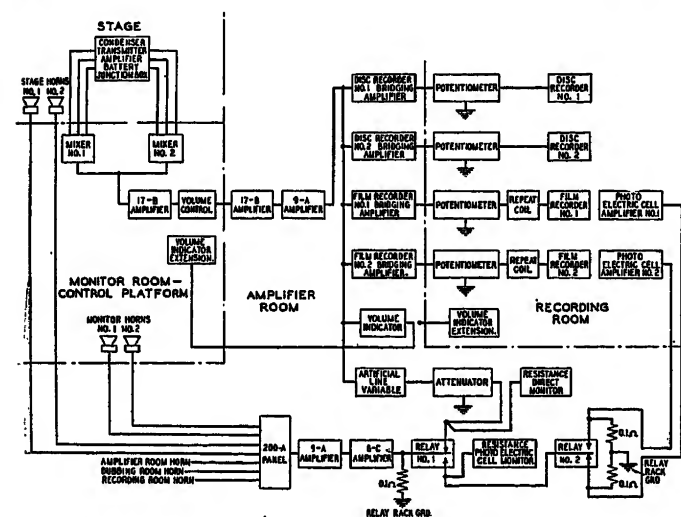 STAGE
CONDENSER
TRANSMITTER
AMPLIFIER
BATTERY
JUNCTION BOX
STAGE HORNS
NO. 1 NO. 2
MIXER
NO. 1
MIXER
NO. 2
17-B
AMPLIFIER
VOLUME
CONTROL
17-B
AMPLIFIER
9-A
AMPLIFIER
VOLUME
INDICATOR
EXTENSION.
MONITOR ROOM-
CONTROL PLATFORM
AMPLIFIER
ROOM
RECORDING
ROOM
DISC RECORDER
NO. 1 BRIDGING
AMPLIFIER
POTENTIOMETER
DISC
RECORDER
NO. 1
DISC RECORDER
NO. 2 BRIDGING
AMPLIFIER
POTENTIOMETER
DISC
RECORDER
NO. 2
FILM RECORDER
NO. 1 BRIDGING
AMPLIFIER
POTENTIOMETER
REPEAT
COIL
FILM
RECORDER
NO. 1
PHOTO
ELECTRIC CELL
AMPLIFIER NO. 1
FILM RECORDER
NO. 2 BRIDGING
AMPLIFIER.
POTENTIOMETER
REPEAT
COIL
FILM
RECORDER
NO. 2
PHOTO
ELECTRIC CELL
AMPLIFIER NO. 2
VOLUME
INDICATOR
VOLUME
INDICATOR
EXTENSION.
MONITOR HORNS
NO. 1 NO. 2
ARTIFICIAL
LINE
VARIABLE
ATTENUATOR
RESISTANCE
DIRECT
MONITOR
200-A
PANEL
9-A
AMPLIFIER
8-C
AMPLIFIER
RELAY
NO. 1
RESISTANCE
PHOTO ELECTRIC
CELL MONITOR.
RELAY
NO. 2
0.1Ω
0.1Ω
RELAY
RACK
GRD
AMPLIFIER ROOM HORN
DUBBING ROOM HORN
RECORDING ROOM HORN
0.1Ω
RELAY RACK GRD.